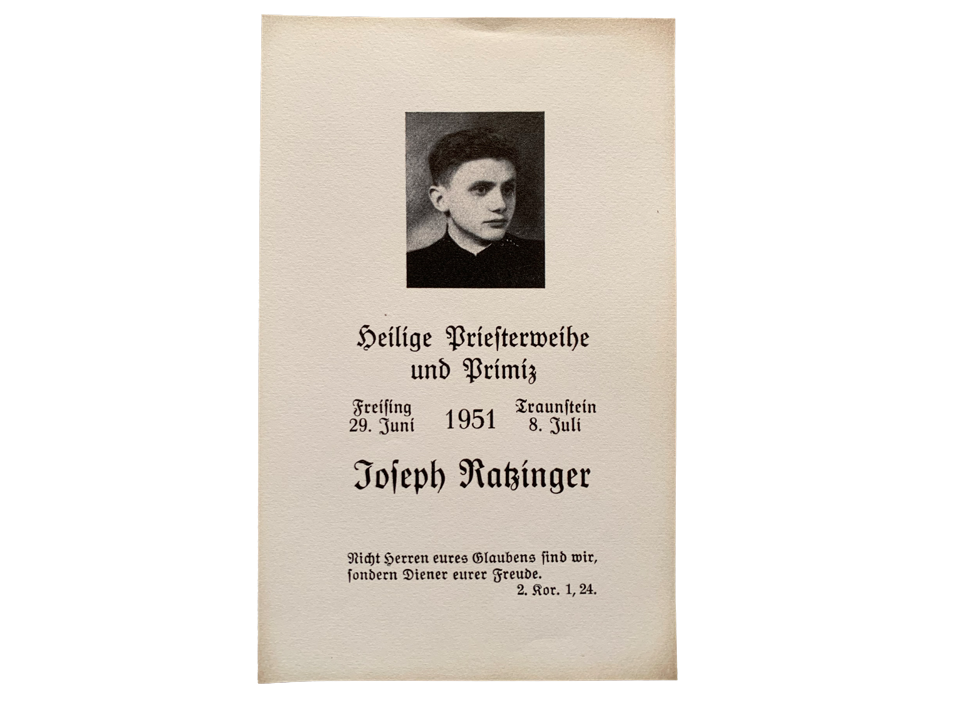 Heilige Priesterweihe
und Primiz
Freising 1951 Traunstein
29. Juni 8. Juli
Joseph Ratzinger
Nicht Herren eures Glaubens sind wir,
sondern Diener eurer Freude.
2. Kor. 1, 24.